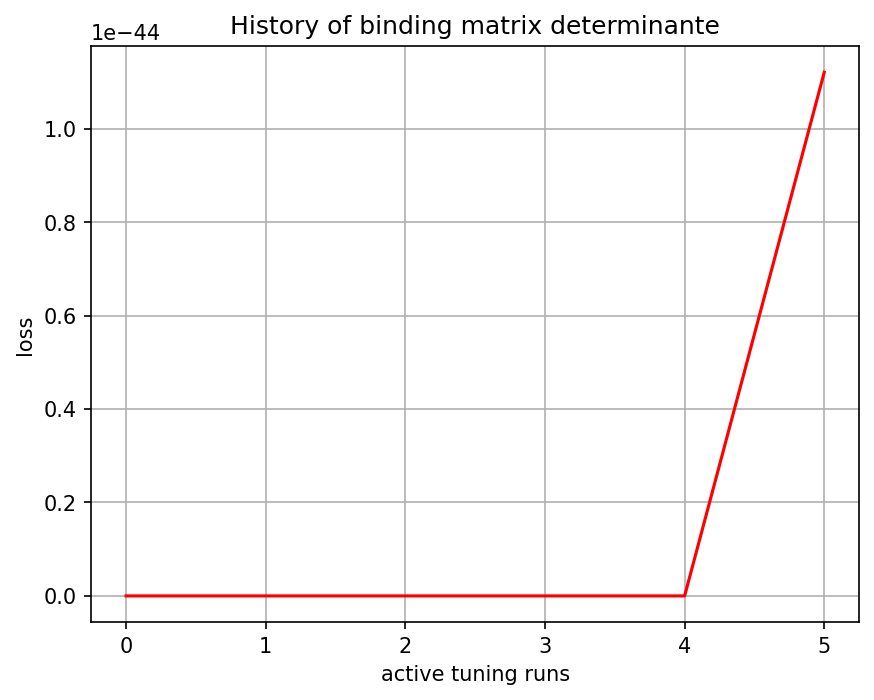 History of binding matrix determinante
1e−44
1.0
0.8
0.6
0.4
0.2
0.0
loss
0 1 2 3 4 5
active tuning runs